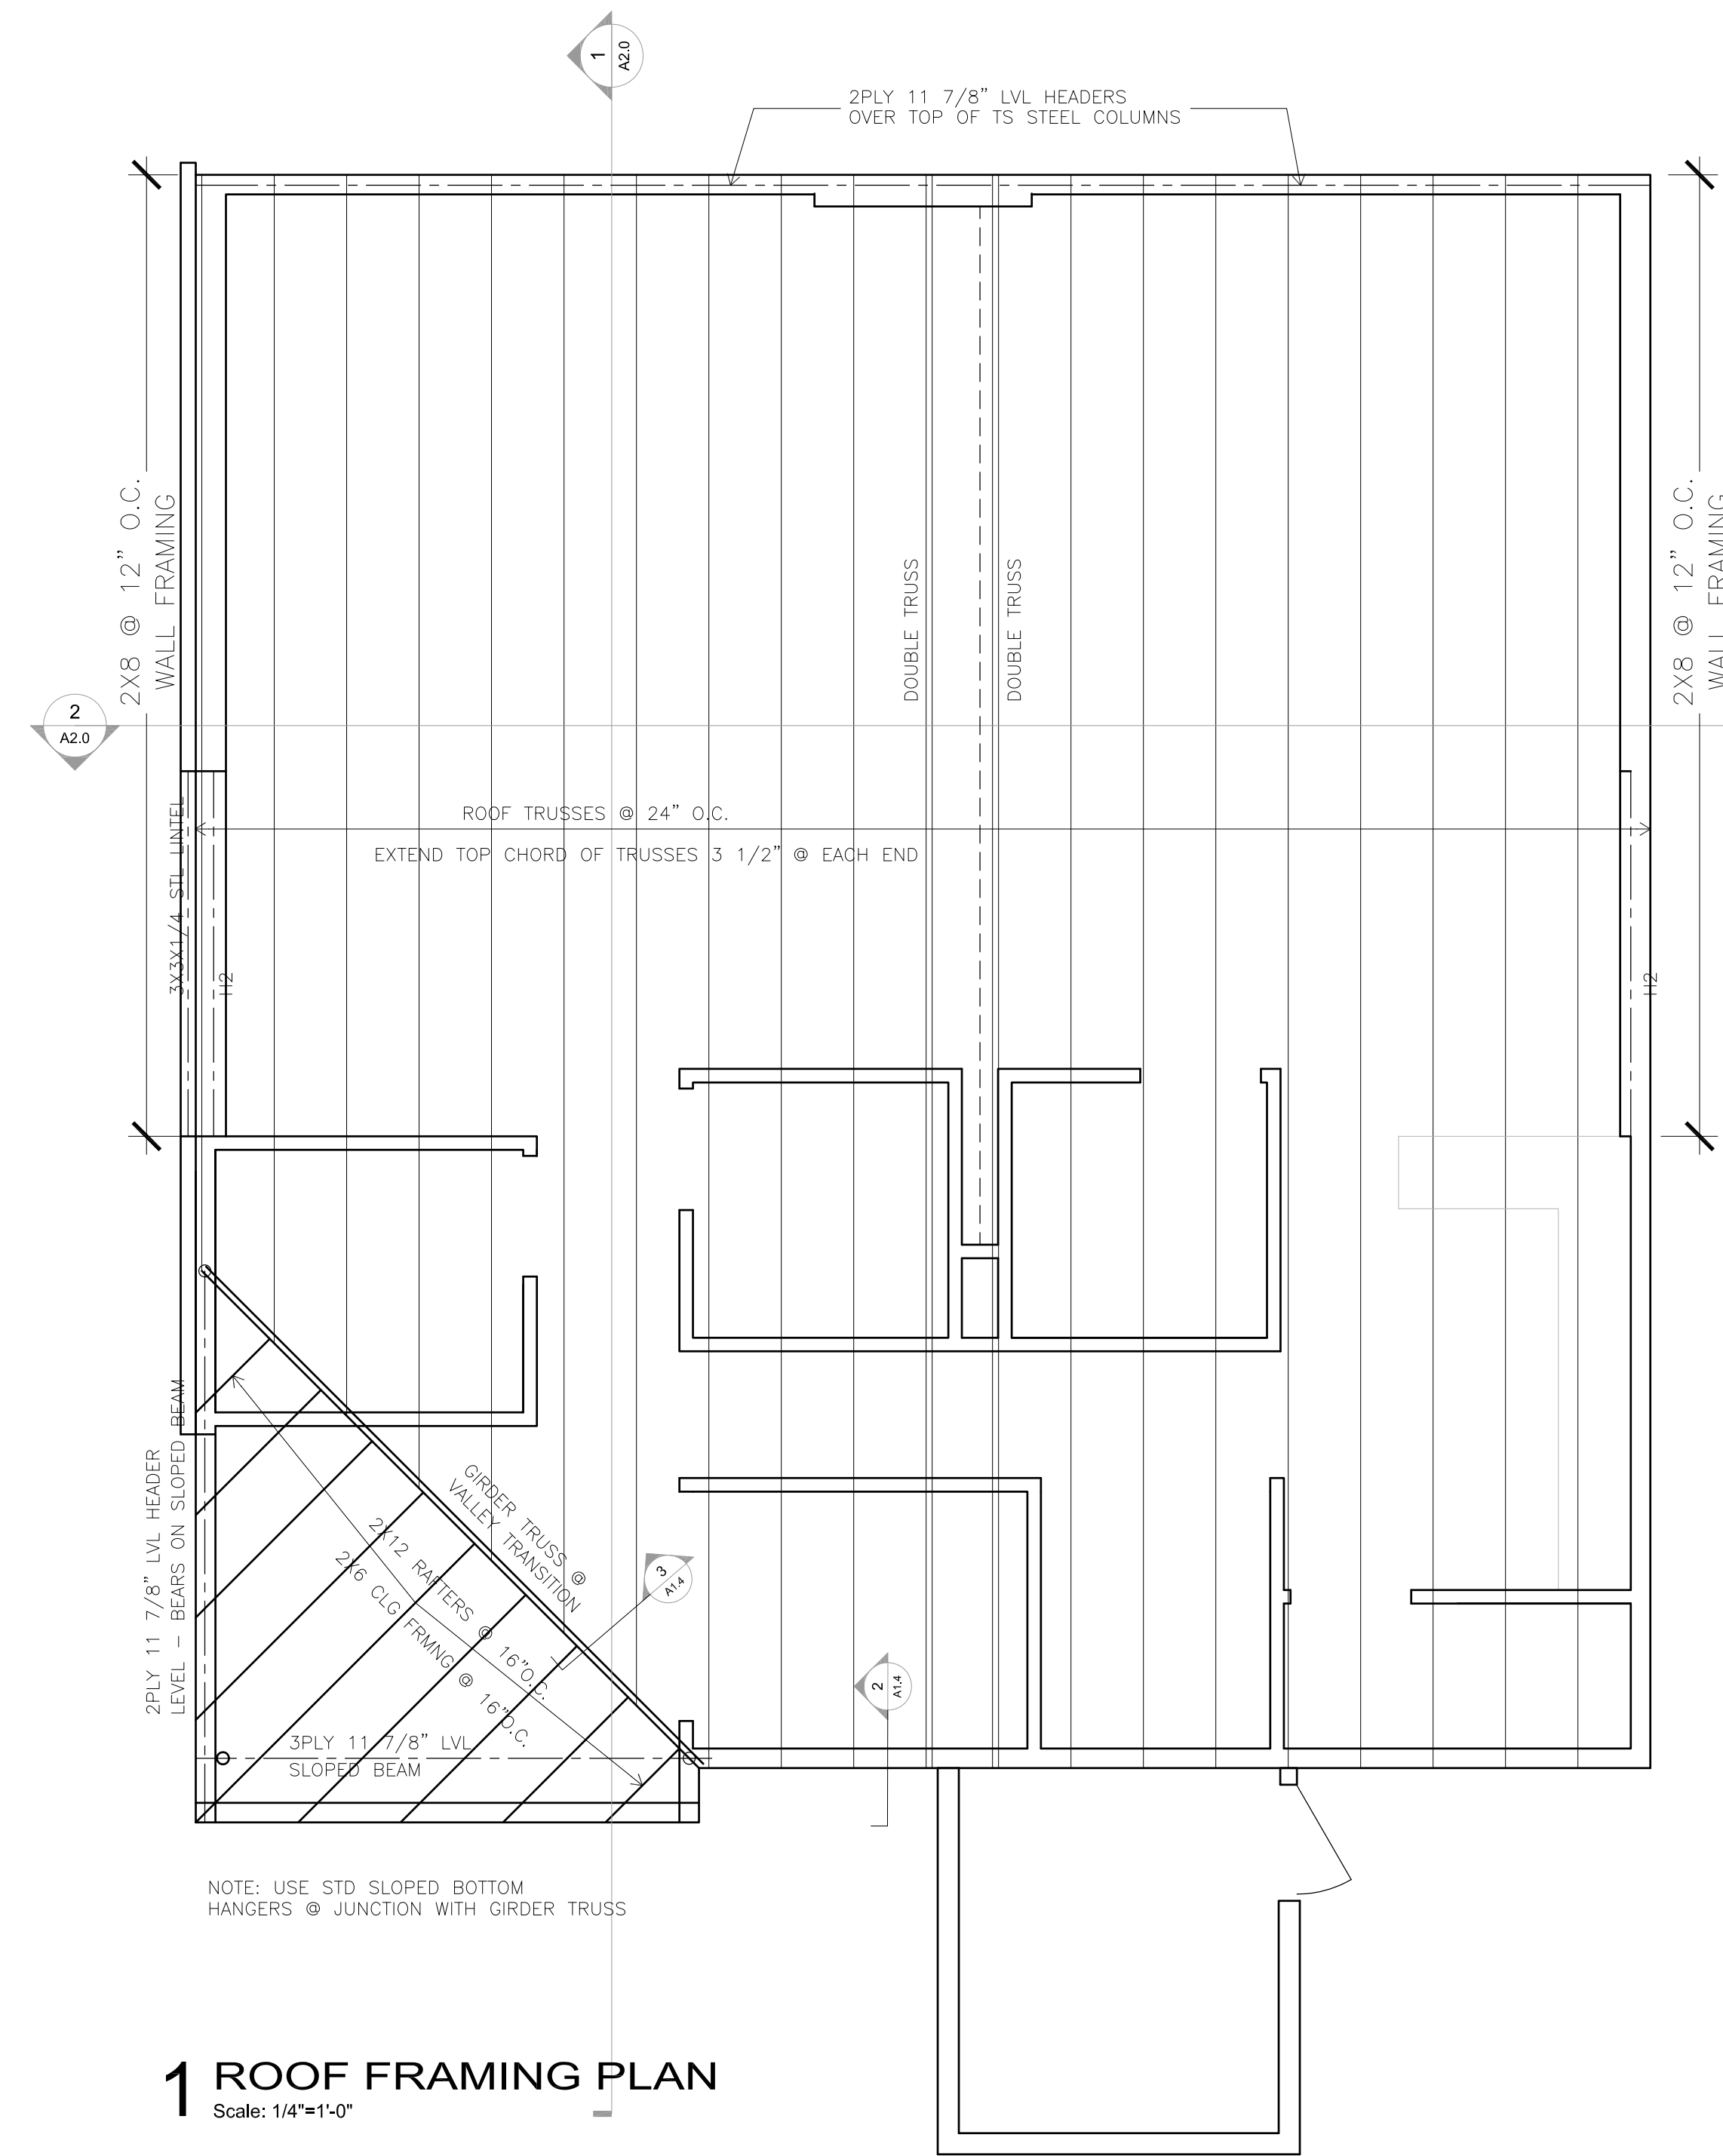 1
A2.0
2PLY 11 7/8" LVL HEADERS
OVER TOP OF TS STEEL COLUMNS
2X8 @ 12" O.C.
WALL FRAMING
2X8 @ 12" O.C.
WALL FRAMING
DOUBLE TRUSS
DOUBLE TRUSS
2
A2.0
ROOF TRUSSES @ 24" O.C.
EXTEND TOP CHORD OF TRUSSES 3 1/2" @ EACH END
3X3X1/4 STL LINTEL
H2
H2
2PLY 11 7/8" LVL HEADER
LEVEL – BEARS ON SLOPED BEAM
GIRDER TRUSS @
VALLEY TRANSITION
2X12 RAFTERS @ 16"O.C.
2X6 CLG FRMNG @ 16"O.C.
3
A1.4
2
A1.4
3PLY 11 7/8" LVL
SLOPED BEAM
NOTE: USE STD SLOPED BOTTOM
HANGERS @ JUNCTION WITH GIRDER TRUSS
1 ROOF FRAMING PLAN
Scale: 1/4"=1'-0"